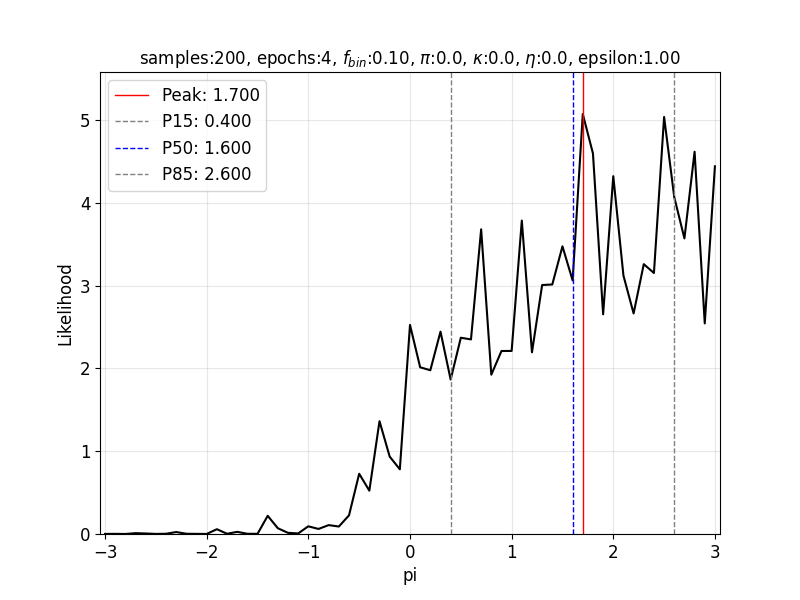 samples:200, epochs:4, f_bin:0.10, π:0.0, κ:0.0, η:0.0, epsilon:1.00
Peak: 1.700
P15: 0.400
P50: 1.600
P85: 2.600
5
4
3
2
1
0
Likelihood
−3 −2 −1 0 1 2 3
pi